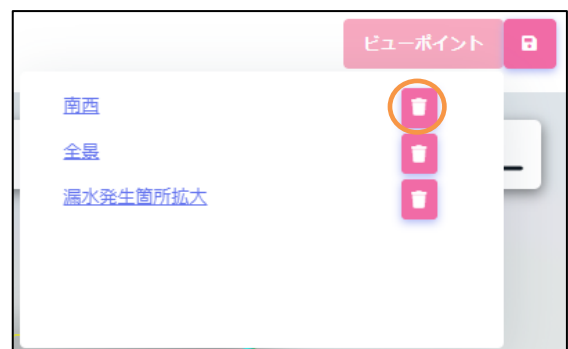 ビューポイント
南西
全景
漏水発生箇所拡大